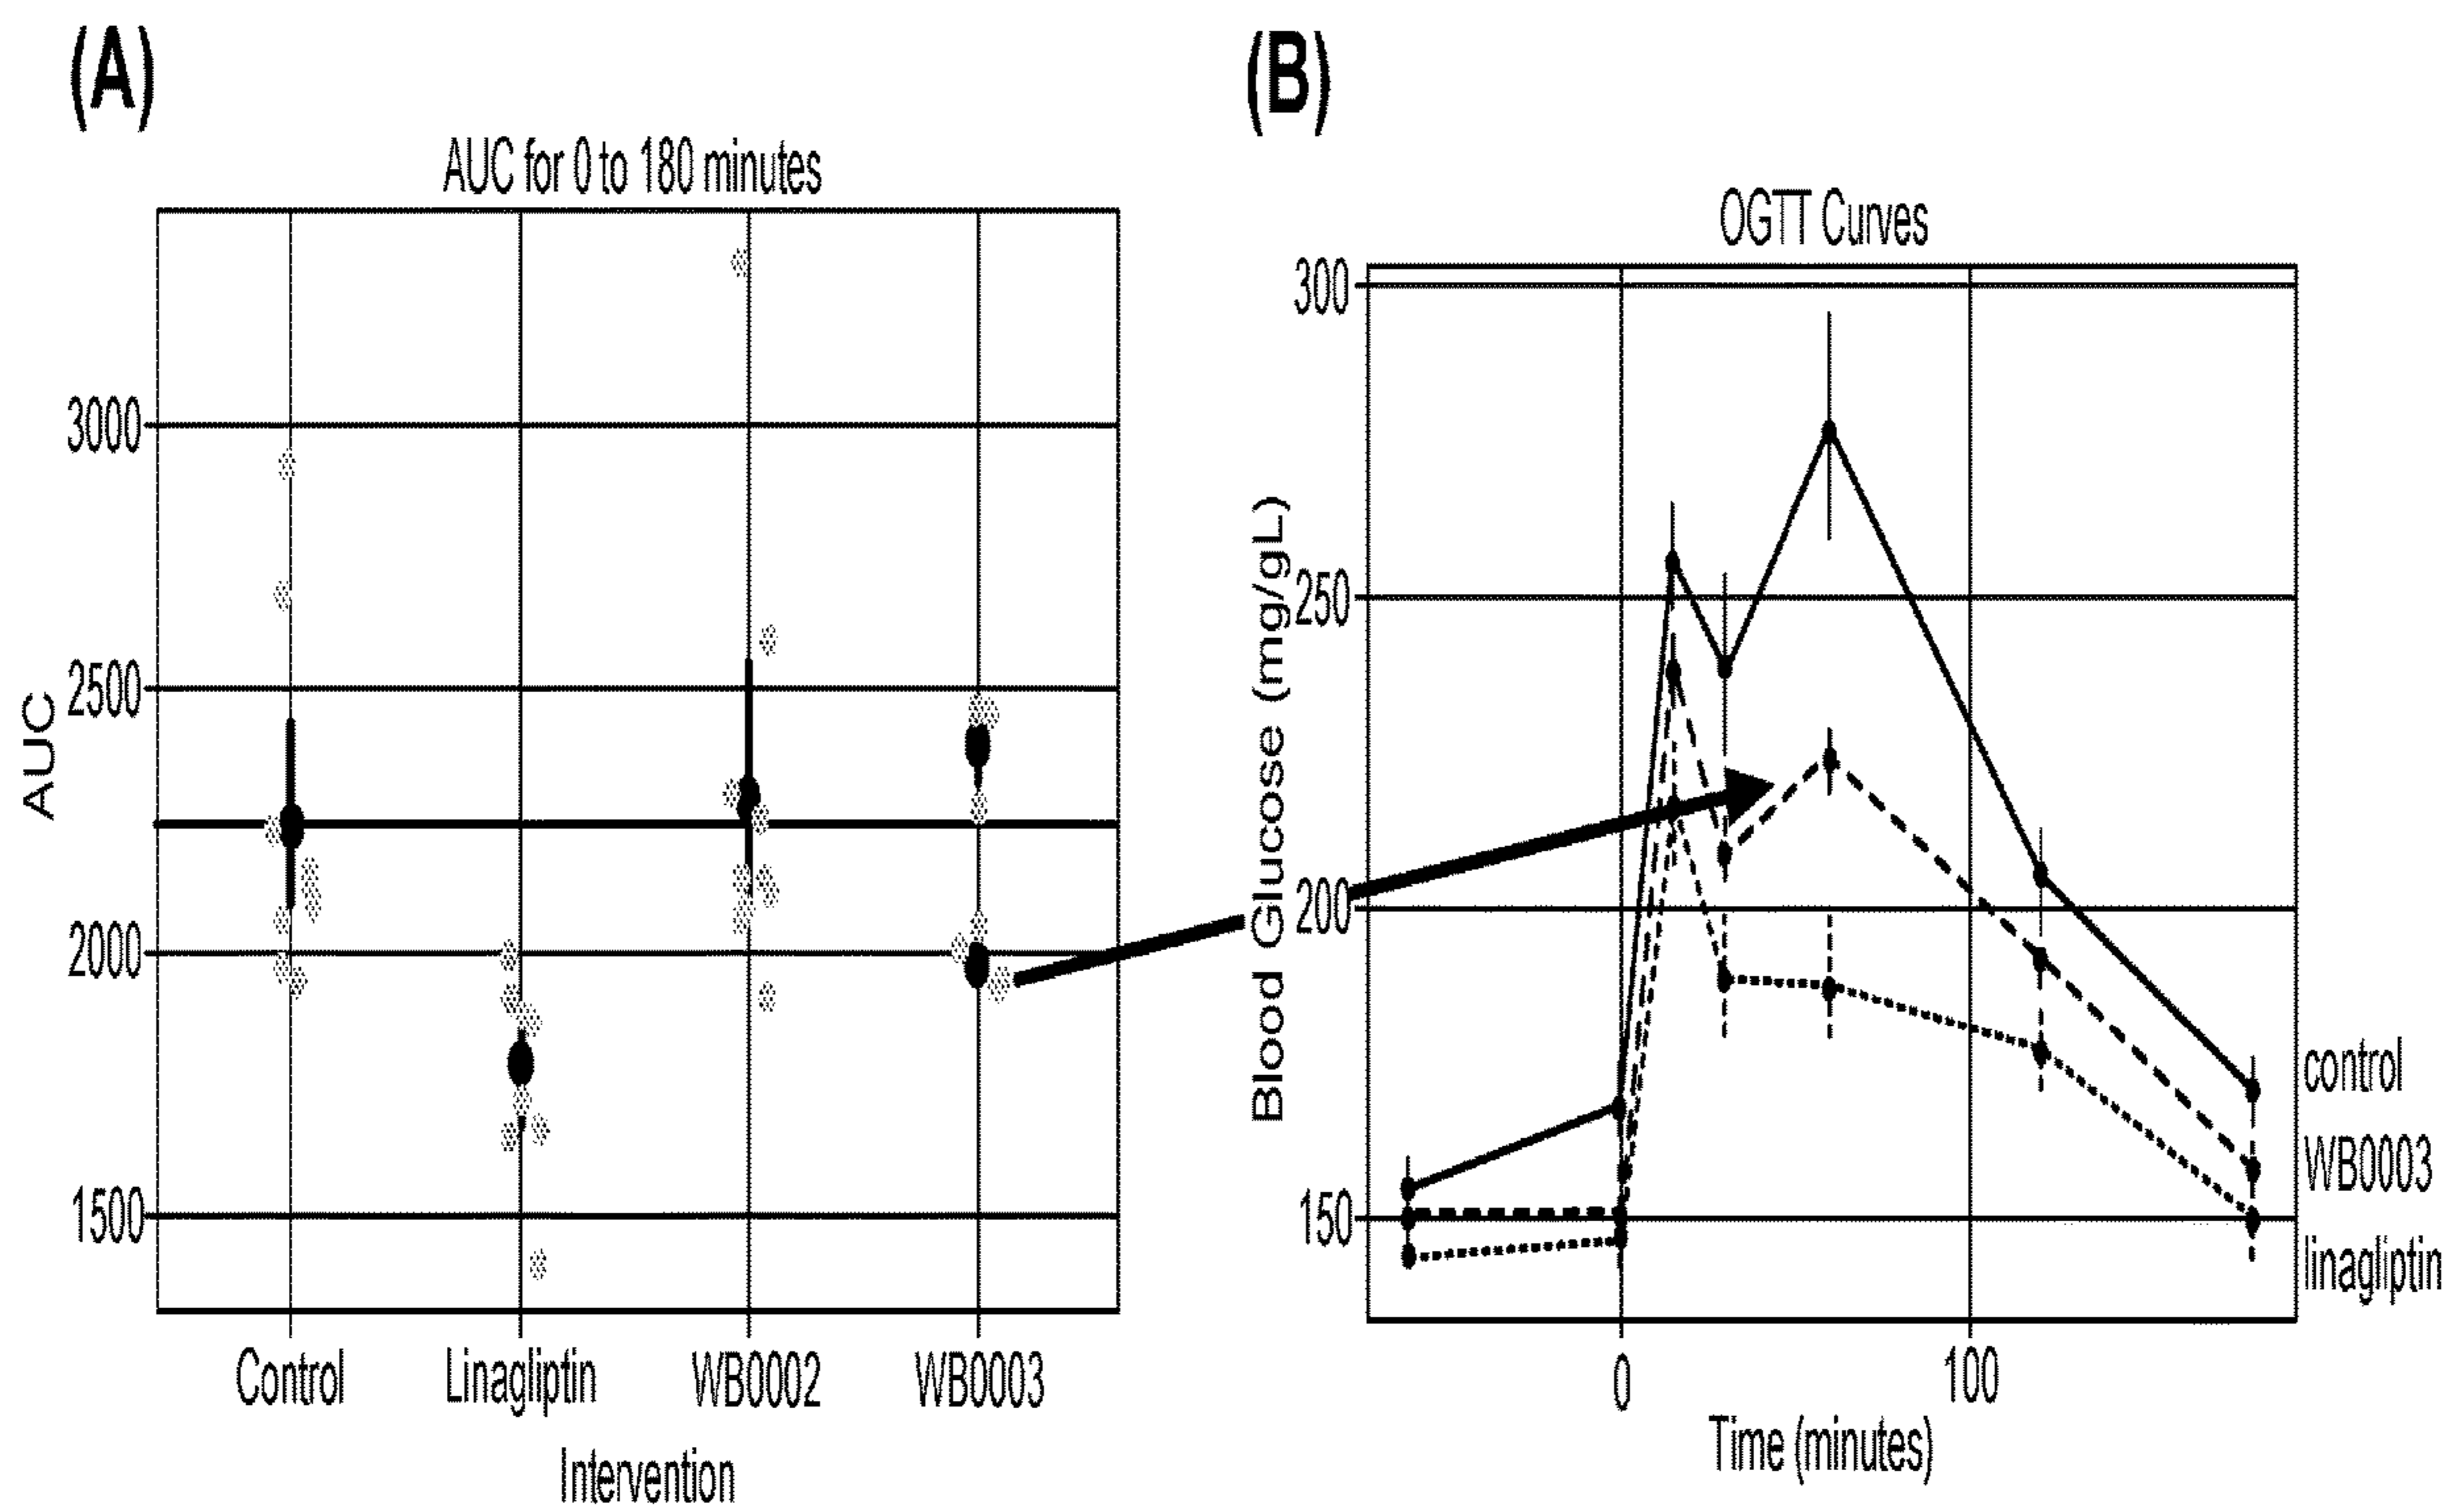 (A)
AUC for 0 to 180 minutes
AUC
3000
2500
2000
1500
Control
Linagliptin
WB0002
WB0003
Intervention
(B)
OGTT Curves
Blood Glucose (mg/gL)
300
250
200
150
0
100
Time (minutes)
control
WB0003
linagliptin